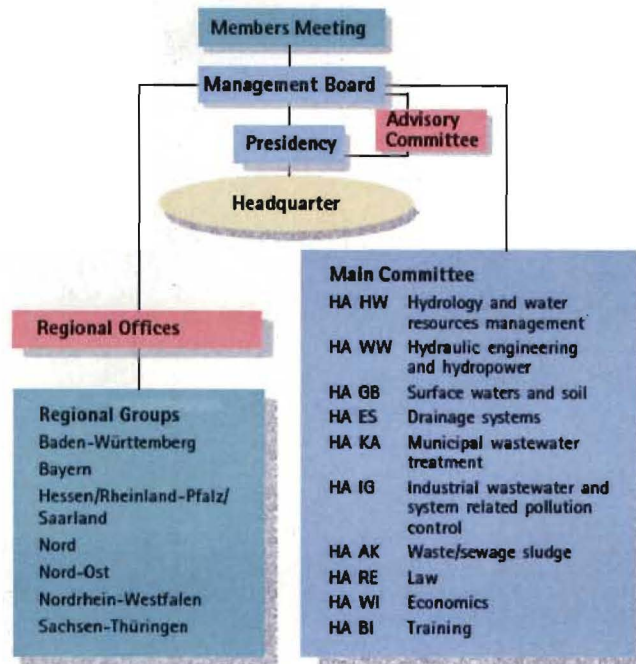 Members Meeting
Management Board
Advisory
Committee
Presidency
Headquarter
Regional Offices
Regional Groups
Baden-Württemberg
Bayern
Hessen/Rheinland-Pfalz/
Saarland
Nord
Nord-Ost
Nordrhein-Westfalen
Sachsen-Thüringen
Main Committee
HA HW Hydrology and water
resources management
HA WW Hydraulic engineering
and hydropower
HA GB Surface waters and soil
HA ES Drainage systems
HA KA Municipal wastewater
treatment
HA IG Industrial wastewater and
system related pollution
control
HA AK Waste/sewage sludge
HA RE Law
HA WI Economics
HA BI Training